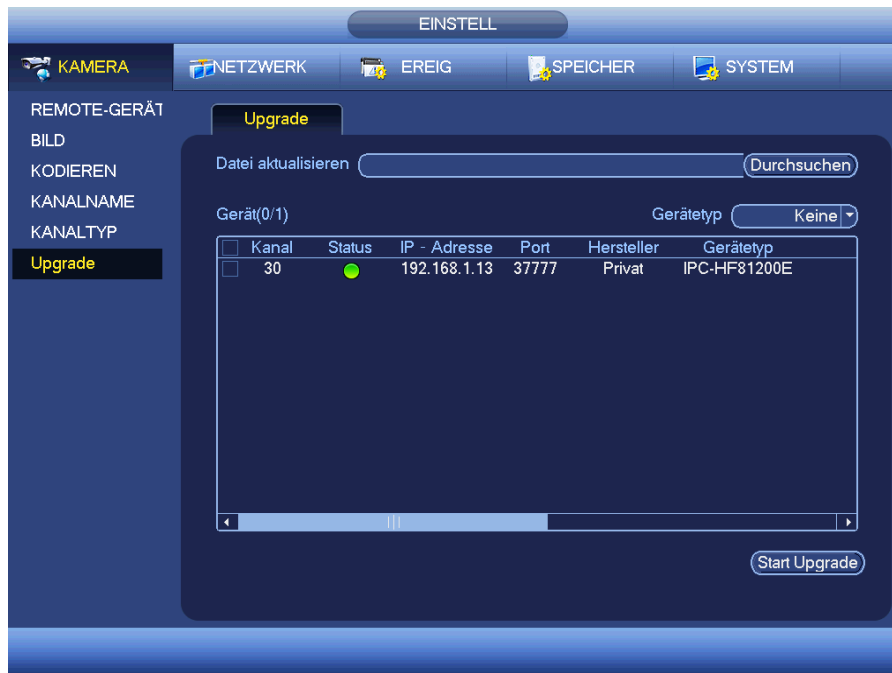 EINSTELL
KAMERA NETZWERK EREIG SPEICHER SYSTEM
REMOTE-GERÄT
BILD
KODIEREN
KANALNAME
KANALTYP
Upgrade
Upgrade
Datei aktualisieren Durchsuchen
Gerät(0/1) Gerätetyp Keine
Kanal Status IP - Adresse Port Hersteller Gerätetyp
30 192.168.1.13 37777 Privat IPC-HF81200E
Start Upgrade